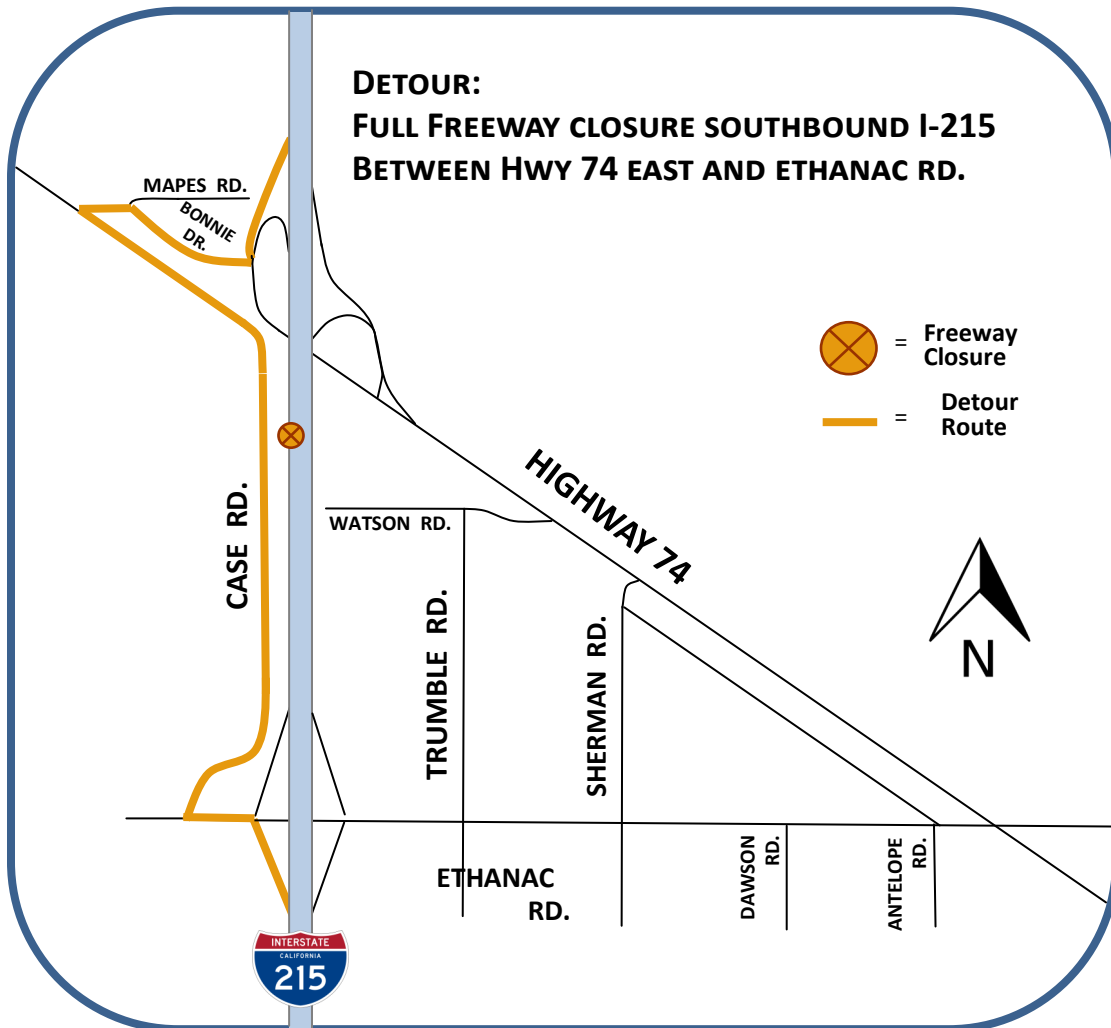 DETOUR:
FULL FREEWAY CLOSURE SOUTHBOUND I-215
BETWEEN HWY 74 EAST AND ETHANAC RD.
MAPES RD.
BONNIE
DR.
= Freeway
Closure
= Detour
Route
HIGHWAY 74
WATSON RD.
CASE RD.
TRUMBLE RD.
SHERMAN RD.
N
DAWSON
RD.
ANTELOPE
RD.
ETHANAC
RD.
INTERSTATE
CALIFORNIA
215